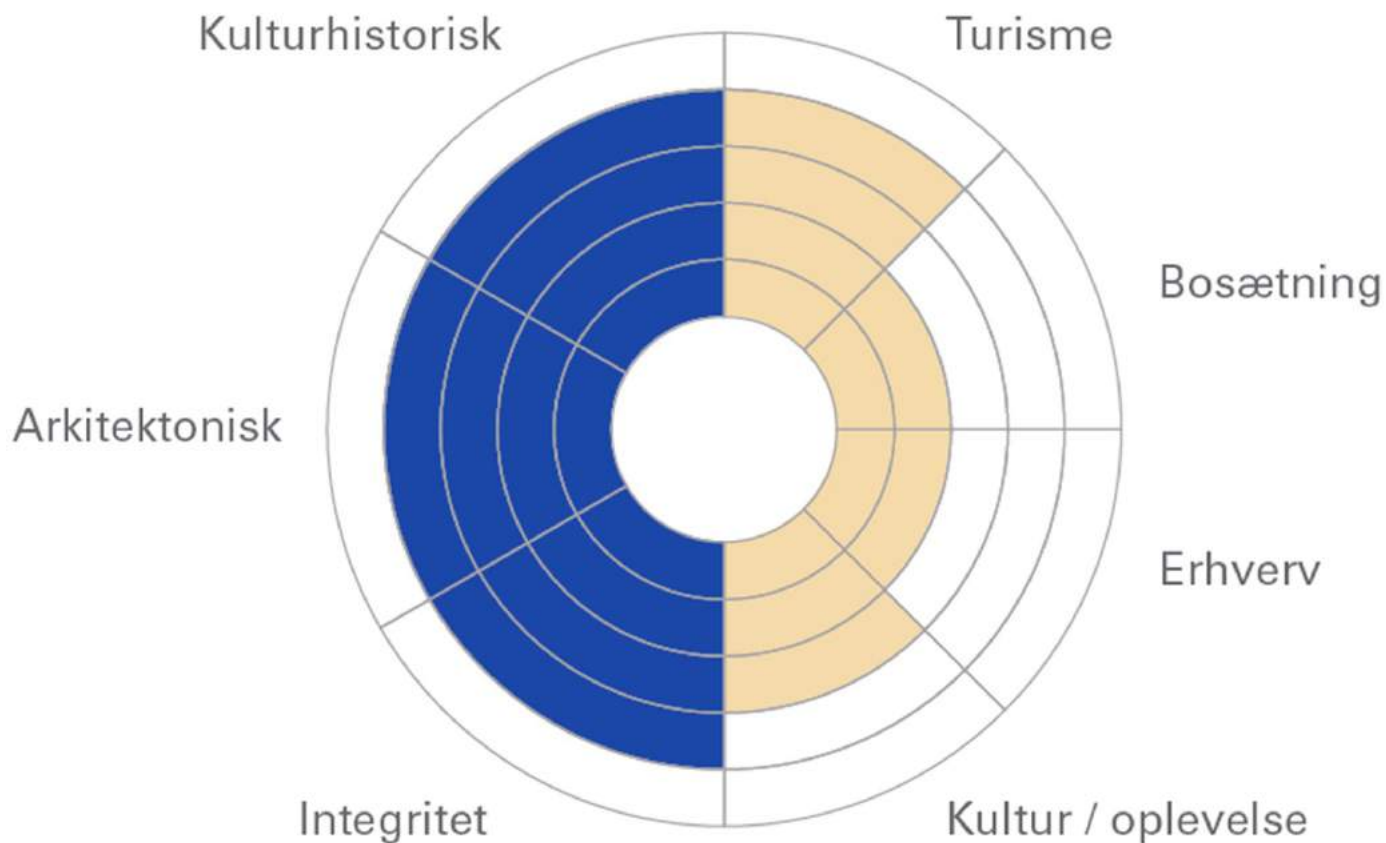 Kulturhistorisk
Turisme
Bosætning
Arkitektonisk
Erhverv
Integritet
Kultur / oplevelse